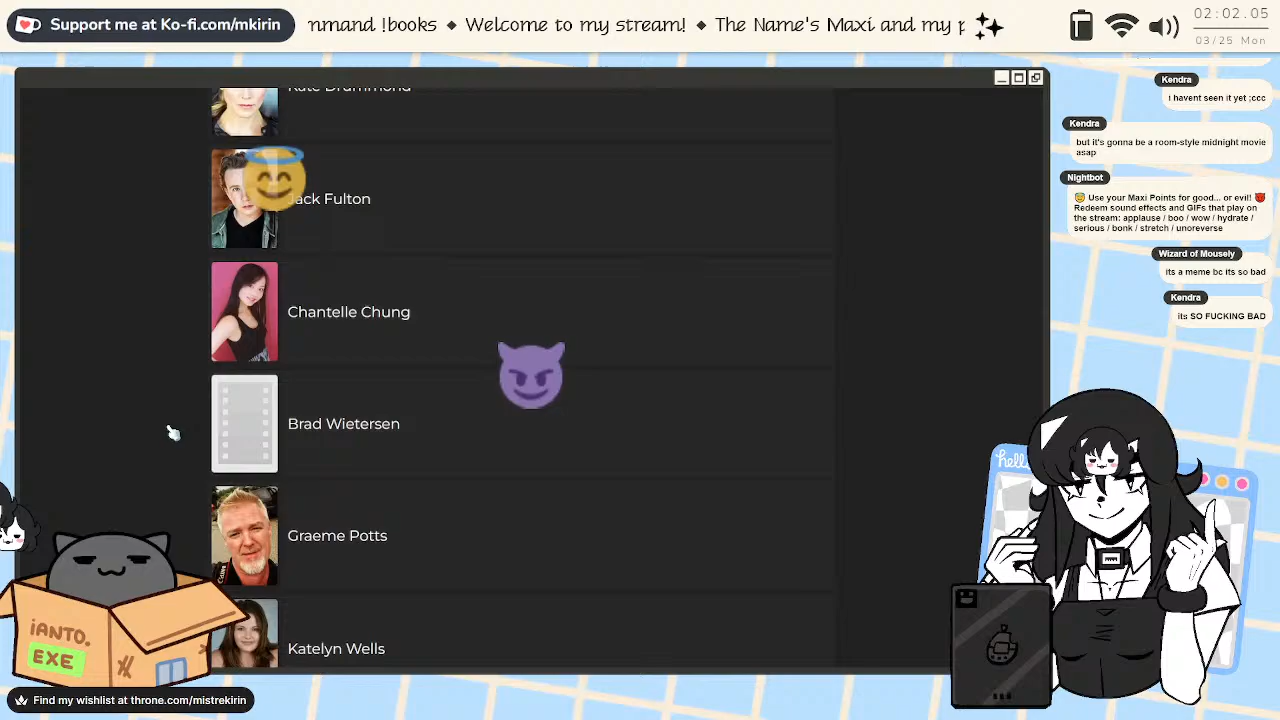 Support me at Ko-fi.com/mkirin
mmand !books ◆ Welcome to my stream! ◆ The Name's Maxi and my p
02:02.05
03/25 Mon
Kate Drummond
Jack Fulton
Chantelle Chung
Brad Wietersen
Graeme Potts
Katelyn Wells
Kendra
i havent seen it yet ;ccc
Kendra
but it's gonna be a room-style midnight movie
asap
Nightbot
😇 Use your Maxi Points for good... or evil! 😈
Redeem sound effects and GIFs that play on
the stream: applause / boo / wow / hydrate /
serious / bonk / stretch / unoreverse
Wizard of Mousely
its a meme bc its so bad
Kendra
its SO FUCKING BAD
hello
iANTO.
EXE
Find my wishlist at throne.com/mistrekirin